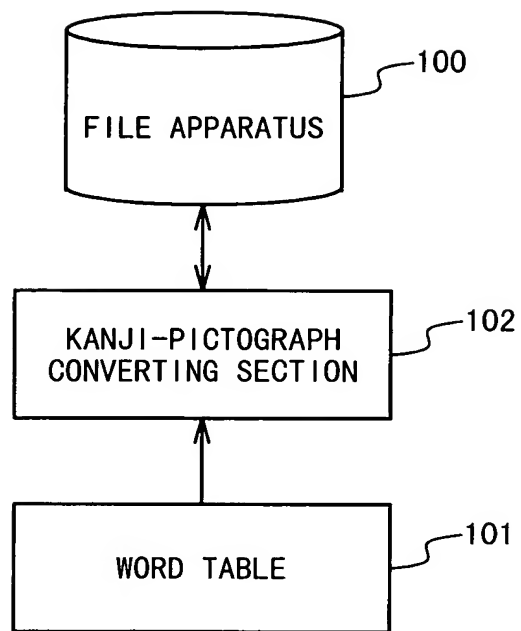 100
FILE APPARATUS
102
KANJI-PICTOGRAPH
CONVERTING SECTION
101
WORD TABLE